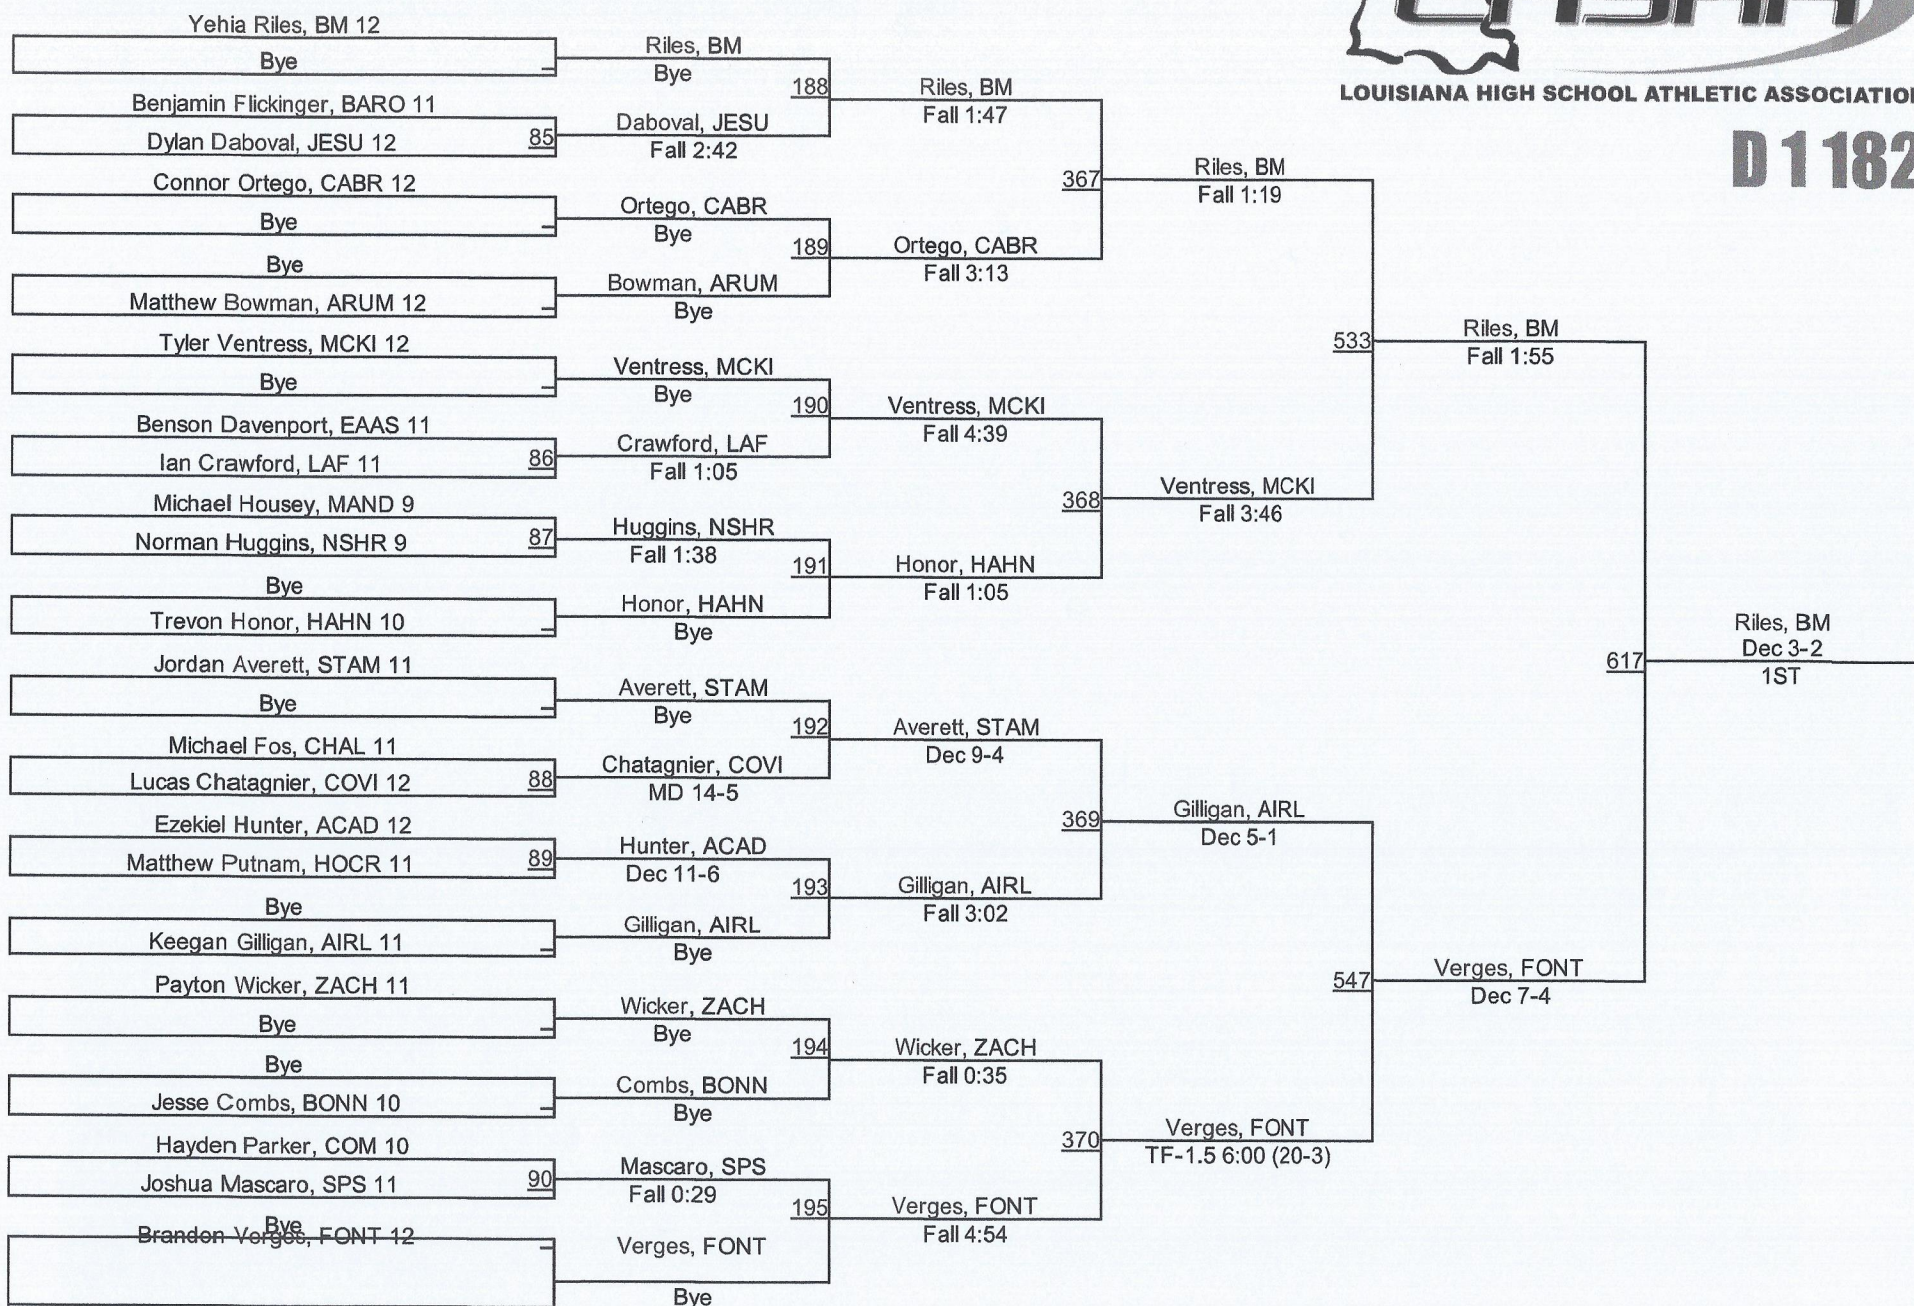 LOUISIANA HIGH SCHOOL ATHLETIC ASSOCIATION
D 1 182
Yehia Riles, BM 12
Bye
Benjamin Flickinger, BARO 11
85
Dylan Daboval, JESU 12
Connor Ortego, CABR 12
Bye
Bye
Matthew Bowman, ARUM 12
Tyler Ventress, MCKI 12
Bye
Benson Davenport, EAAS 11
86
Ian Crawford, LAF 11
Michael Housey, MAND 9
87
Norman Huggins, NSHR 9
Bye
Trevon Honor, HAHN 10
Jordan Averett, STAM 11
Bye
Michael Fos, CHAL 11
88
Lucas Chatagnier, COVI 12
Ezekiel Hunter, ACAD 12
89
Matthew Putnam, HOCR 11
Bye
Keegan Gilligan, AIRL 11
Payton Wicker, ZACH 11
Bye
Bye
Jesse Combs, BONN 10
Hayden Parker, COM 10
90
Joshua Mascaro, SPS 11
Bye
Brandon Verges, FONT 12
Riles, BM
Bye
188
Daboval, JESU
Fall 2:42
Ortego, CABR
Bye
189
Bowman, ARUM
Bye
Ventress, MCKI
Bye
190
Crawford, LAF
Fall 1:05
Huggins, NSHR
Fall 1:38
191
Honor, HAHN
Bye
Averett, STAM
Bye
192
Chatagnier, COVI
MD 14-5
Hunter, ACAD
Dec 11-6
193
Gilligan, AIRL
Bye
Wicker, ZACH
Bye
194
Combs, BONN
Bye
Mascaro, SPS
Fall 0:29
195
Verges, FONT
Bye
Riles, BM
Fall 1:47
367
Ortego, CABR
Fall 3:13
Ventress, MCKI
Fall 4:39
368
Honor, HAHN
Fall 1:05
Averett, STAM
Dec 9-4
369
Gilligan, AIRL
Fall 3:02
Wicker, ZACH
Fall 0:35
370
Verges, FONT
Fall 4:54
Riles, BM
Fall 1:19
533
Ventress, MCKI
Fall 3:46
Gilligan, AIRL
Dec 5-1
547
Verges, FONT
TF-1.5 6:00 (20-3)
Riles, BM
Fall 1:55
617
Verges, FONT
Dec 7-4
Riles, BM
Dec 3-2
1ST